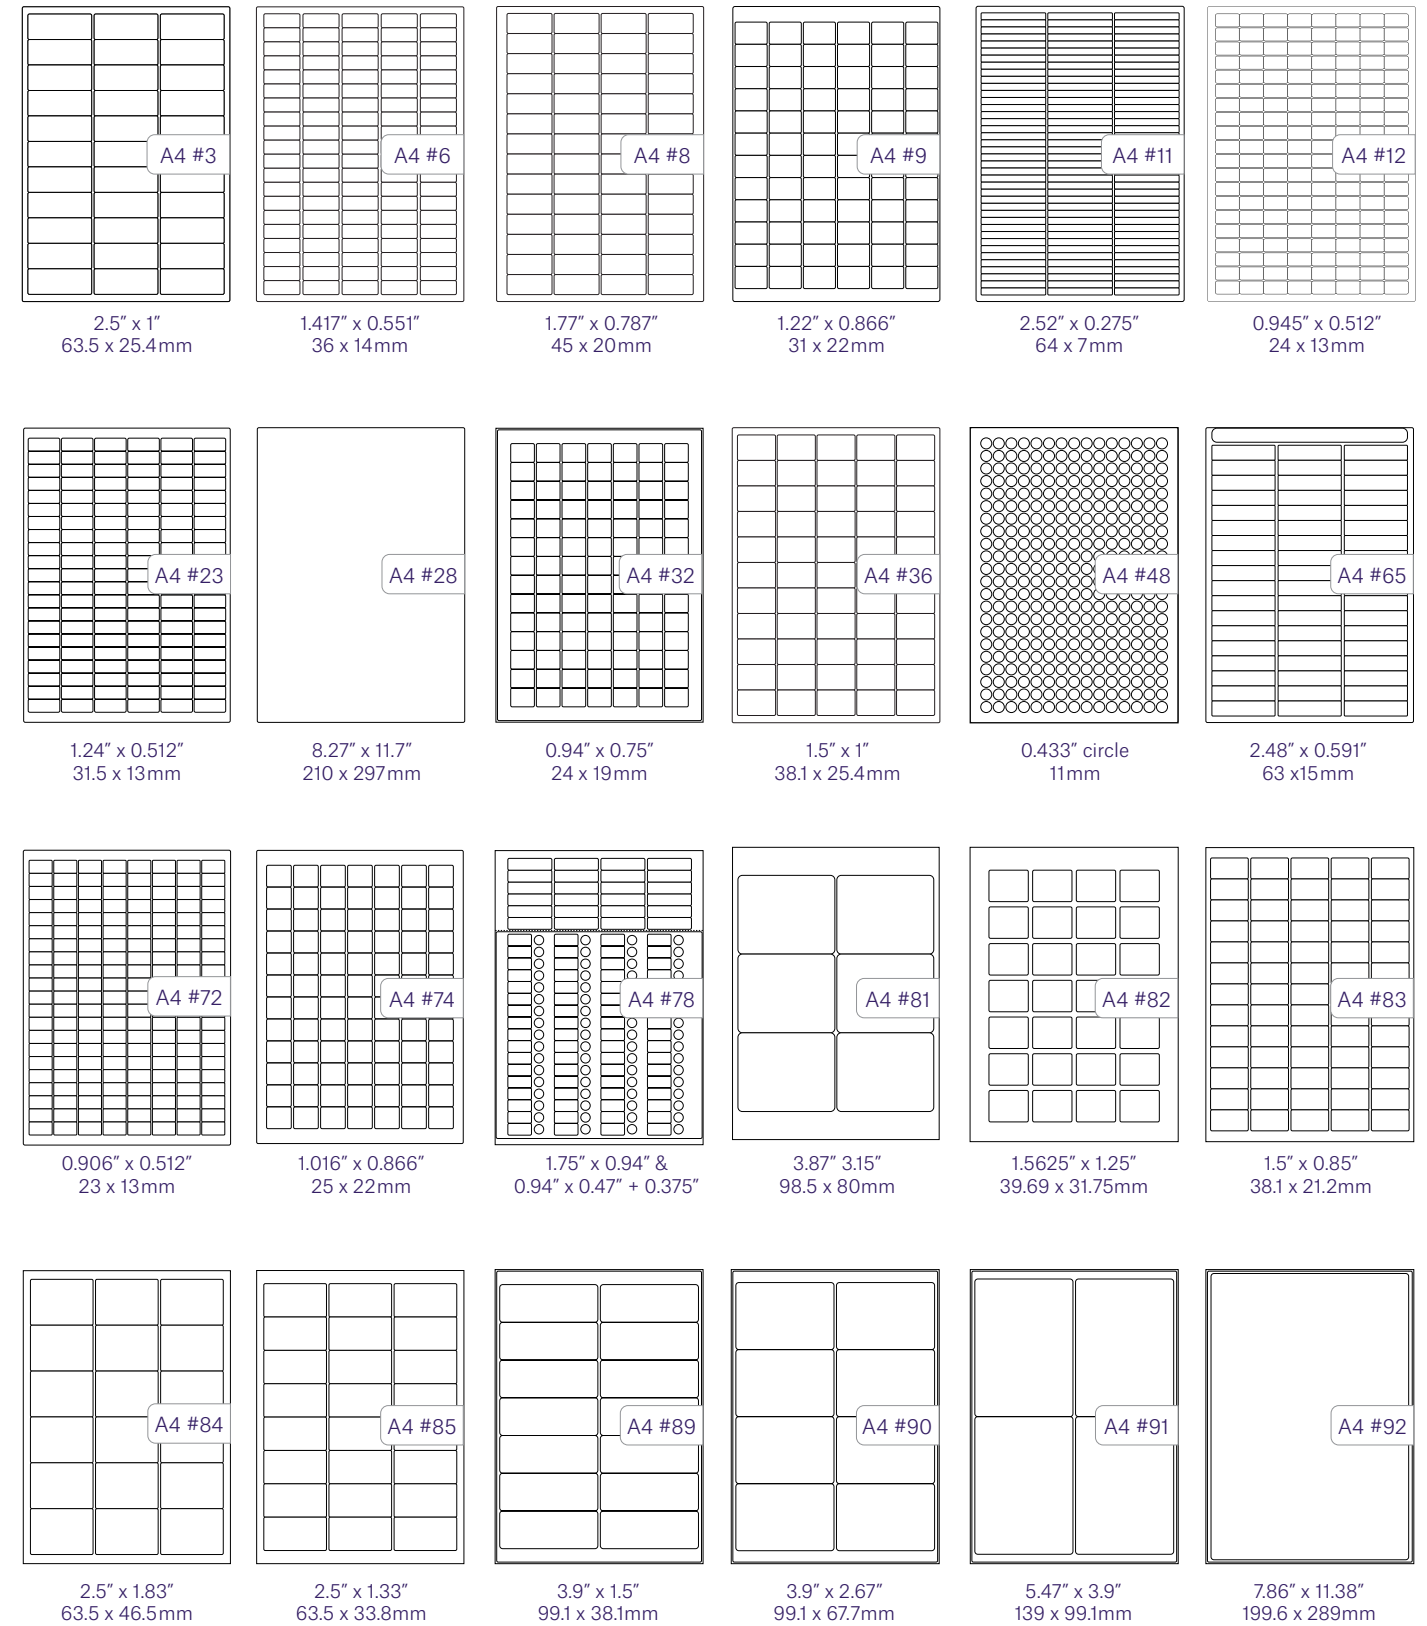 A4 #3
A4 #6
A4 #8
A4 #9
A4 #11
A4 #12
2.5″ x 1″
63.5 x 25.4mm
1.417″ x 0.551″
36 x 14mm
1.77″ x 0.787″
45 x 20mm
1.22″ x 0.866″
31 x 22mm
2.52″ x 0.275″
64 x 7mm
0.945″ x 0.512″
24 x 13mm
A4 #23
A4 #28
A4 #32
A4 #36
A4 #48
A4 #65
1.24″ x 0.512″
31.5 x 13mm
8.27″ x 11.7″
210 x 297mm
0.94″ x 0.75″
24 x 19mm
1.5″ x 1″
38.1 x 25.4mm
0.433″ circle
11mm
2.48″ x 0.591″
63 x15mm
A4 #72
A4 #74
A4 #78
A4 #81
A4 #82
A4 #83
0.906″ x 0.512″
23 x 13mm
1.016″ x 0.866″
25 x 22mm
1.75″ x 0.94″ &
0.94″ x 0.47″ + 0.375″
3.87″ 3.15″
98.5 x 80mm
1.5625″ x 1.25″
39.69 x 31.75mm
1.5″ x 0.85″
38.1 x 21.2mm
A4 #84
A4 #85
A4 #89
A4 #90
A4 #91
A4 #92
2.5″ x 1.83″
63.5 x 46.5mm
2.5″ x 1.33″
63.5 x 33.8mm
3.9″ x 1.5″
99.1 x 38.1mm
3.9″ x 2.67″
99.1 x 67.7mm
5.47″ x 3.9″
139 x 99.1mm
7.86″ x 11.38″
199.6 x 289mm